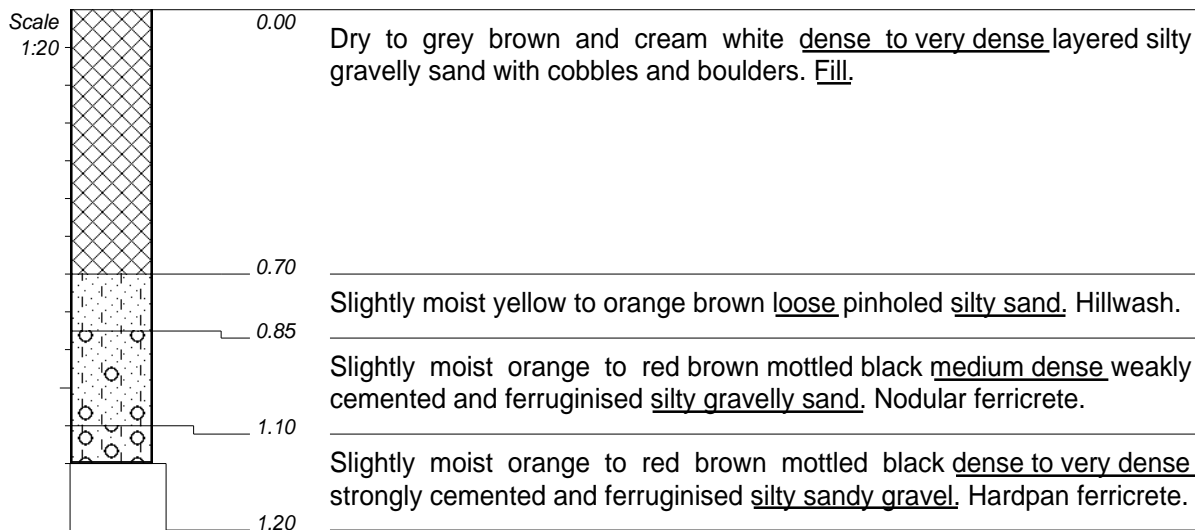 Scale
1:20
0.00
Dry to grey brown and cream white dense to very dense layered silty
gravelly sand with cobbles and boulders. Fill.
0.70
Slightly moist yellow to orange brown loose pinholed silty sand. Hillwash.
0.85
Slightly moist orange to red brown mottled black medium dense weakly
cemented and ferruginised silty gravelly sand. Nodular ferricrete.
1.10
Slightly moist orange to red brown mottled black dense to very dense
strongly cemented and ferruginised silty sandy gravel. Hardpan ferricrete.
1.20